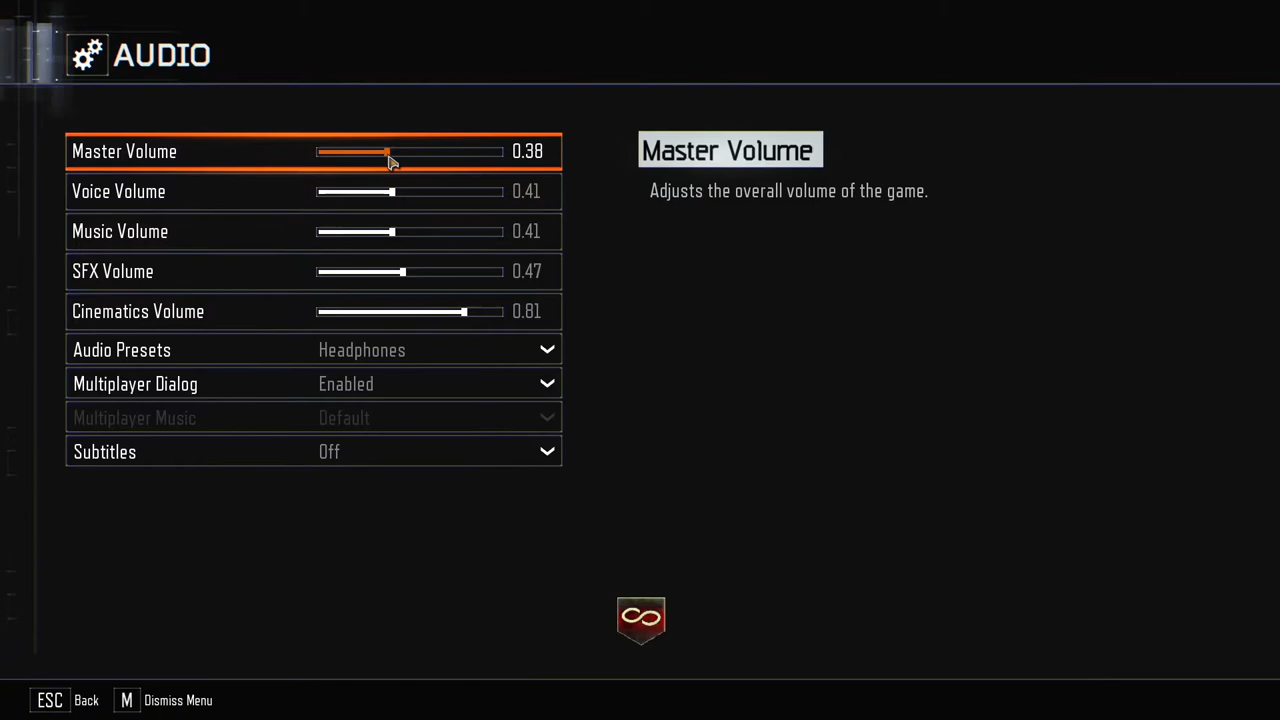 AUDIO
Master Volume 0.38
Voice Volume 0.41
Music Volume 0.41
SFX Volume 0.47
Cinematics Volume 0.81
Audio Presets Headphones
Multiplayer Dialog Enabled
Multiplayer Music Default
Subtitles Off
Master Volume
Adjusts the overall volume of the game.
ESC Back M Dismiss Menu